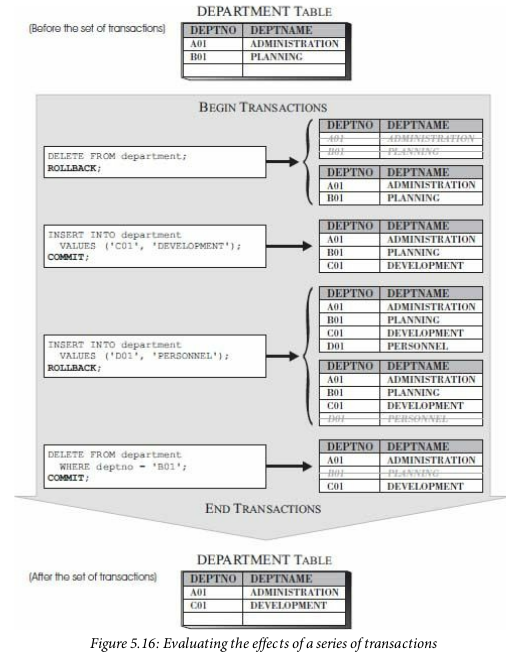 DEPARTMENT TABLE
(Before the set of transactions)
DEPTNO DEPTNAME
A01 ADMINISTRATION
B01 PLANNING
BEGIN TRANSACTIONS
DELETE FROM department;
ROLLBACK;
DEPTNO DEPTNAME
A01 ADMINISTRATION
B01 PLANNING
DEPTNO DEPTNAME
A01 ADMINISTRATION
B01 PLANNING
INSERT INTO department
VALUES ('C01', 'DEVELOPMENT');
COMMIT;
DEPTNO DEPTNAME
A01 ADMINISTRATION
B01 PLANNING
C01 DEVELOPMENT
INSERT INTO department
VALUES ('D01', 'PERSONNEL');
ROLLBACK;
DEPTNO DEPTNAME
A01 ADMINISTRATION
B01 PLANNING
C01 DEVELOPMENT
D01 PERSONNEL
DEPTNO DEPTNAME
A01 ADMINISTRATION
B01 PLANNING
C01 DEVELOPMENT
D01 PERSONNEL
DELETE FROM department
WHERE deptno = 'B01';
COMMIT;
DEPTNO DEPTNAME
A01 ADMINISTRATION
B01 PLANNING
C01 DEVELOPMENT
END TRANSACTIONS
DEPARTMENT TABLE
(After the set of transactions)
DEPTNO DEPTNAME
A01 ADMINISTRATION
C01 DEVELOPMENT
Figure 5.16: Evaluating the effects of a series of transactions